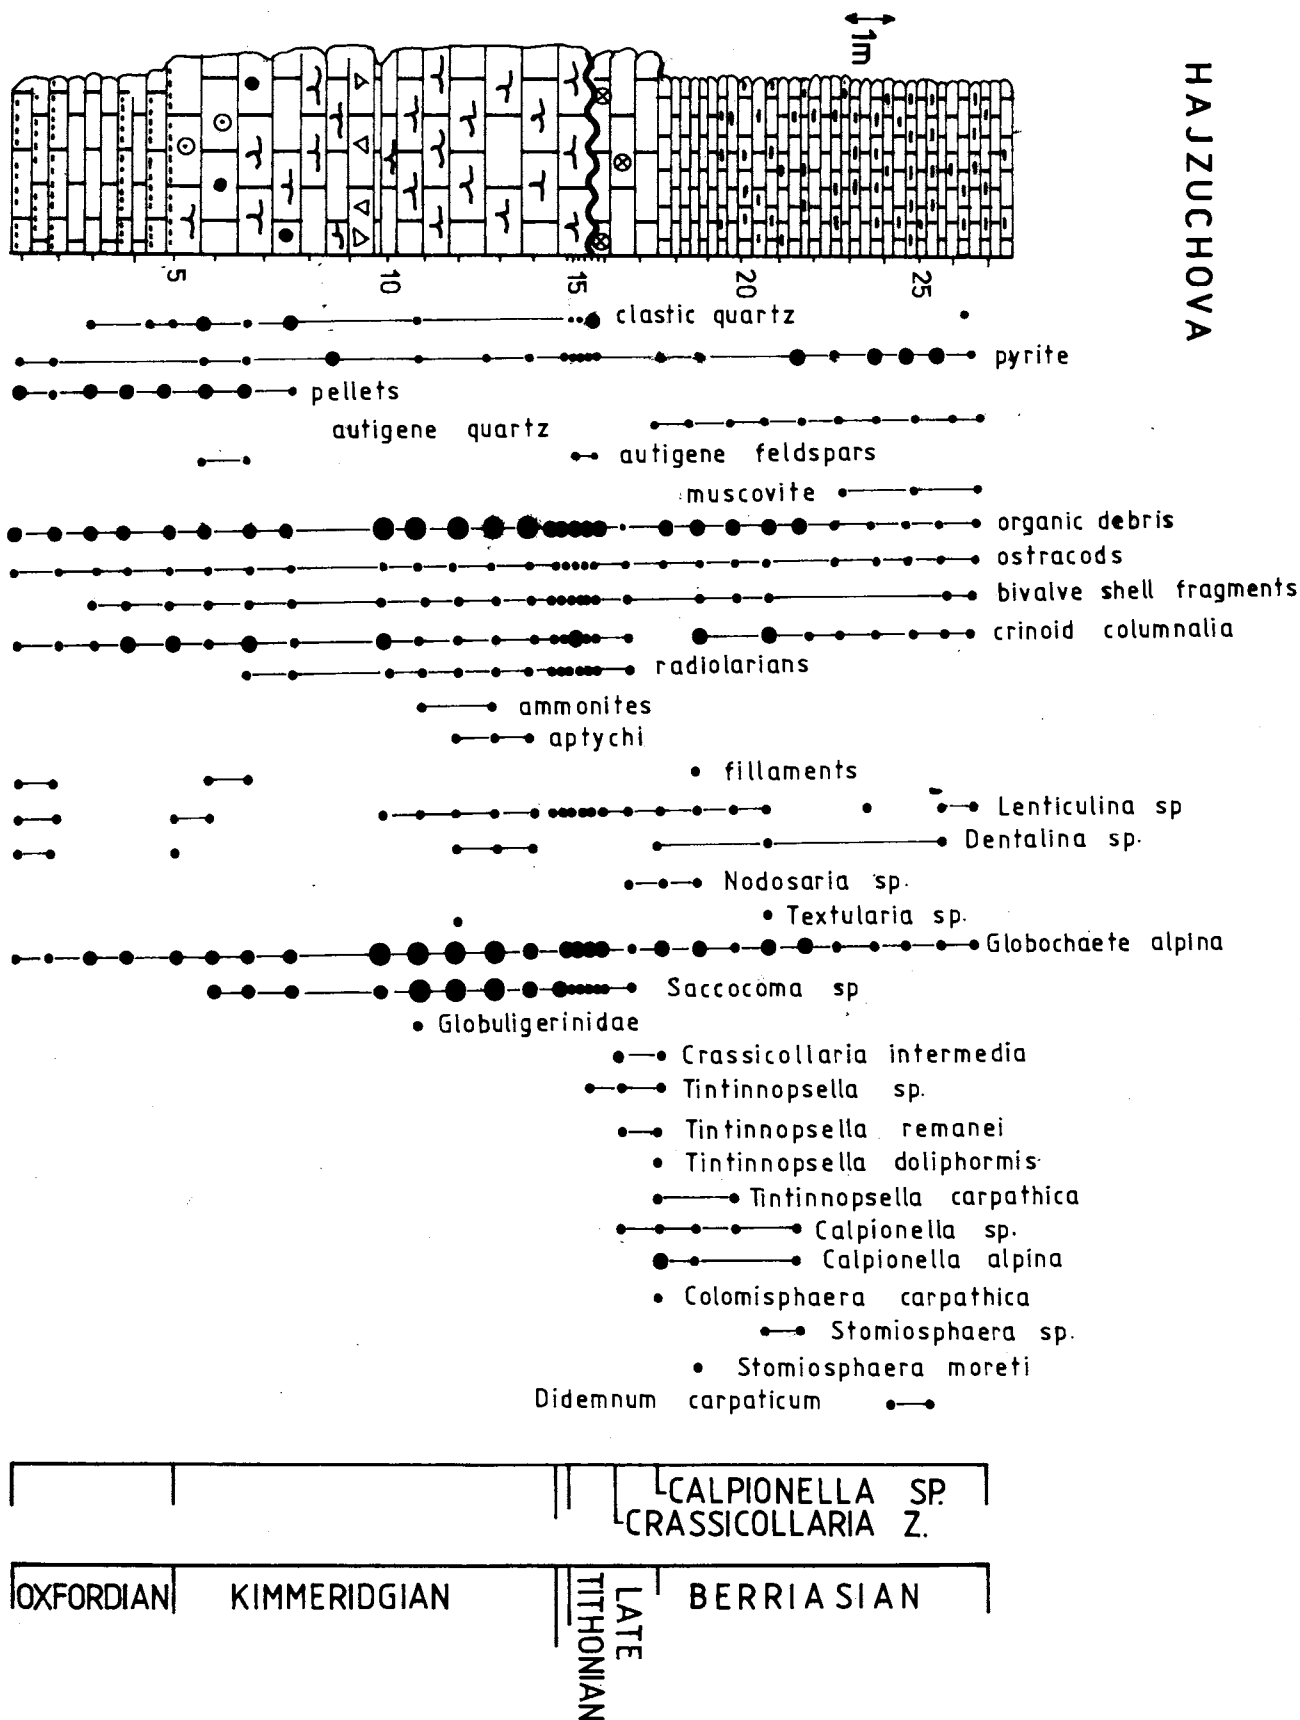 1m
HAJZUCHOVA
5 10 15 20 25
clastic quartz
pyrite
pellets
autigene quartz
autigene feldspars
muscovite
organic debris
ostracods
bivalve shell fragments
crinoid columnalia
radiolarians
ammonites
aptychi
fillaments
Lenticulina sp
Dentalina sp.
Nodosaria sp.
Textularia sp.
Globochaete alpina
Saccocoma sp
Globuligerinidae
Crassicollaria intermedia
Tintinnopsella sp.
Tintinnopsella remanei
Tintinnopsella doliphormis
Tintinnopsella carpathica
Calpionella sp.
Calpionella alpina
Colomisphaera carpathica
Stomiosphaera sp.
Stomiosphaera moreti
Didemnum carpaticum
CALPIONELLA SP.
CRASSICOLLARIA Z.
OXFORDIAN KIMMERIDGIAN LATE TITHONIAN BERRIASIAN